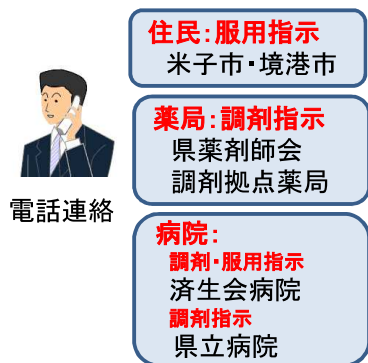 住民：服用指示
米子市・境港市
薬局：調剤指示
県薬剤師会
調剤拠点薬局
電話連絡
病院：
調剤・服用指示
済生会病院
調剤指示
県立病院